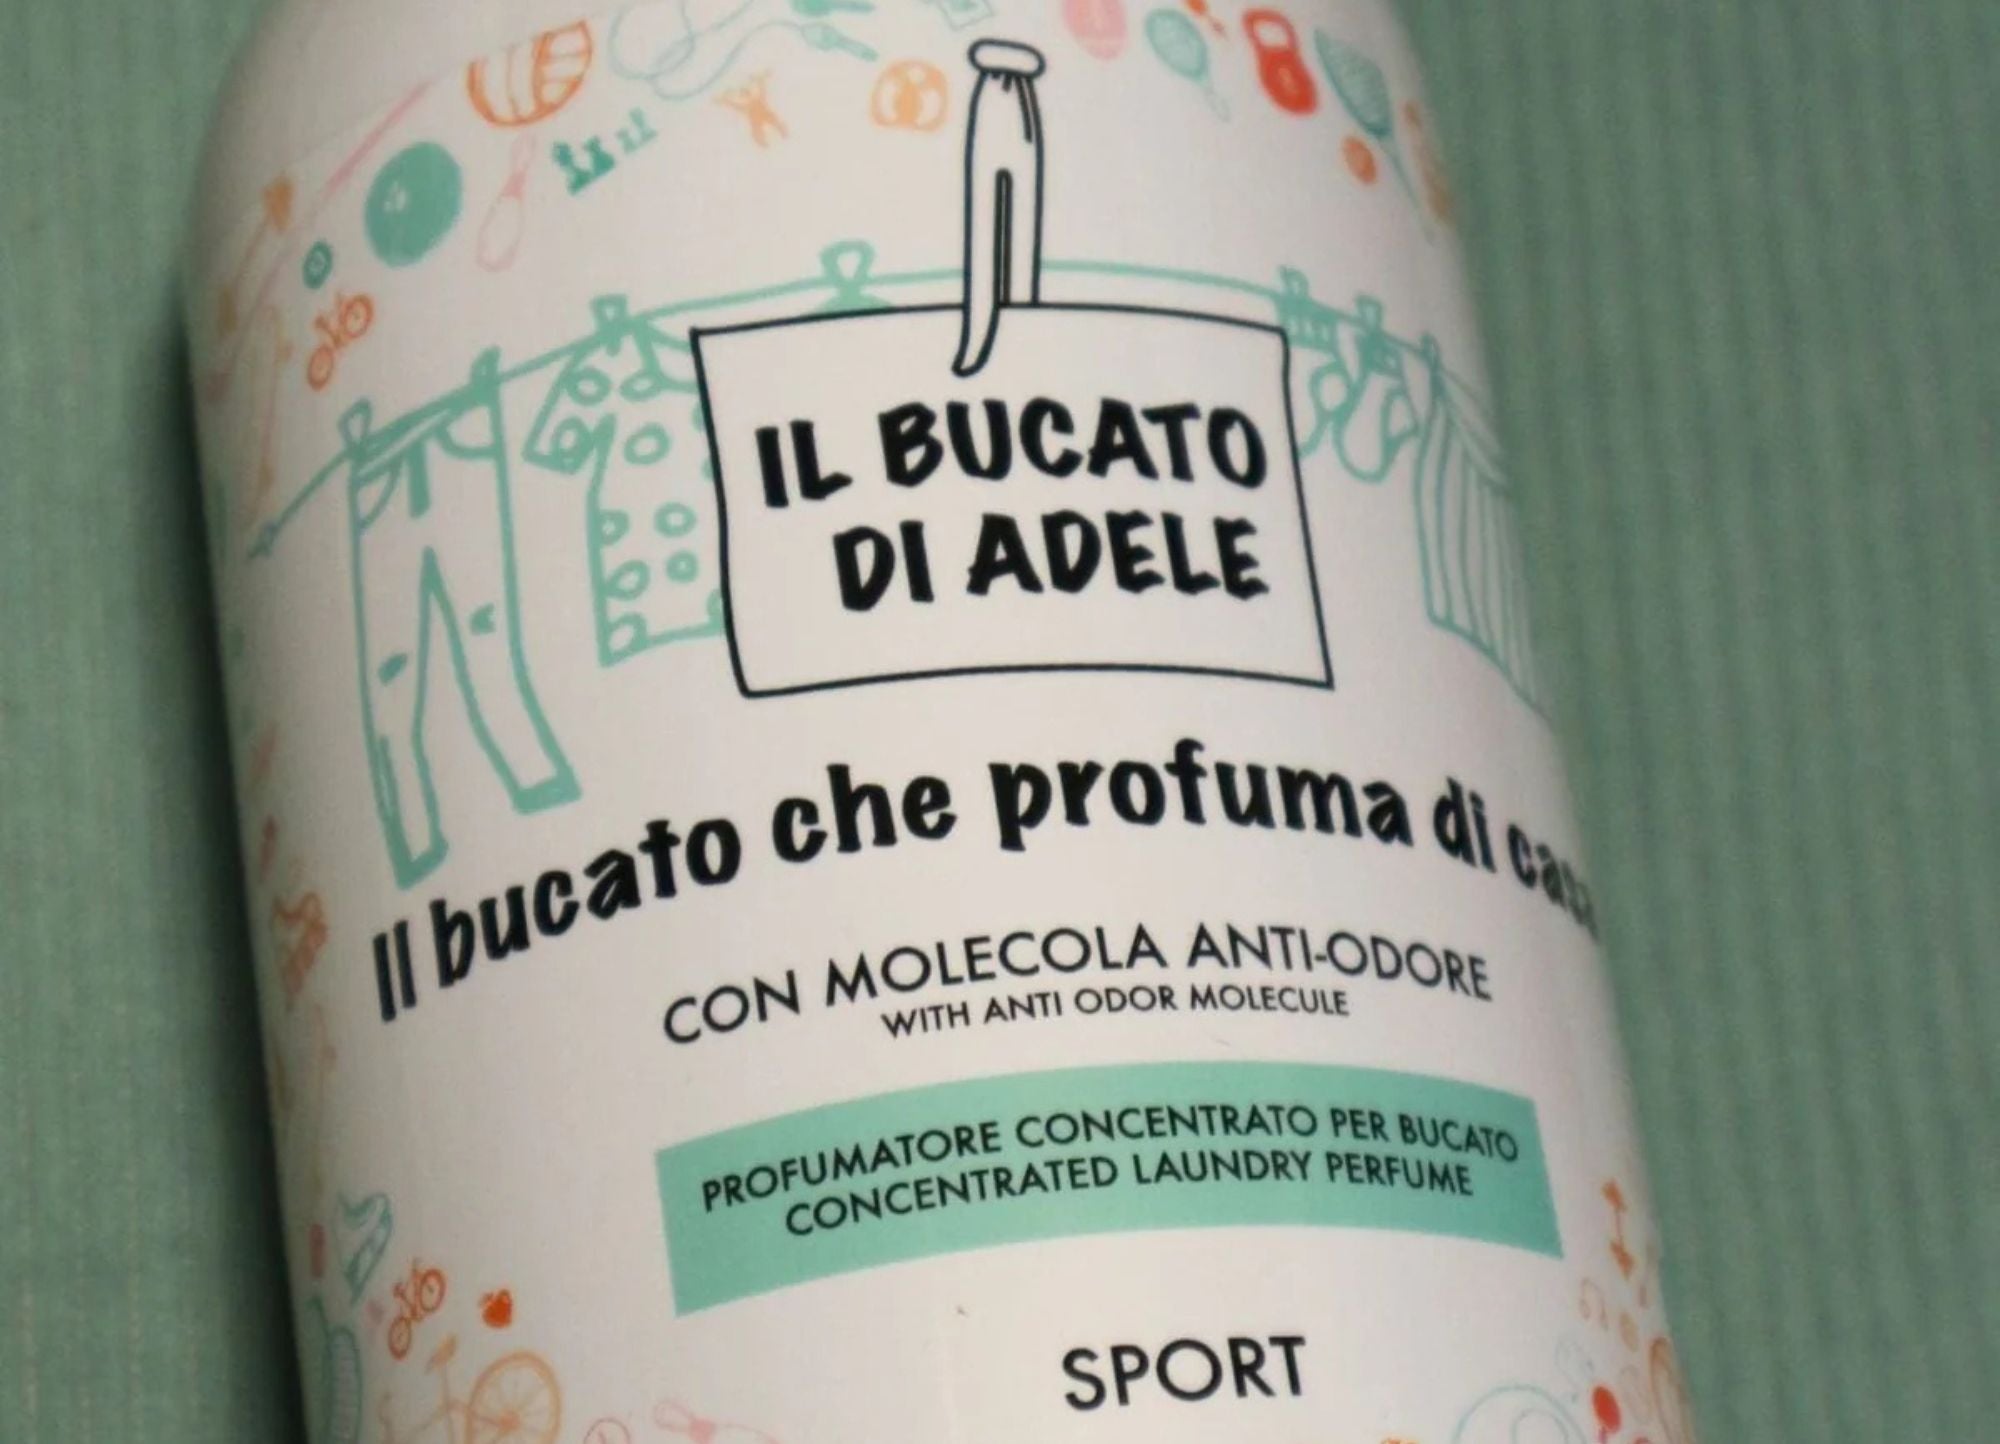 IL BUCATO
DI ADELE
Il bucato che profuma di casa
CON MOLECOLA ANTI-ODORE
WITH ANTI ODOR MOLECULE
PROFUMATORE CONCENTRATO PER BUCATO
CONCENTRATED LAUNDRY PERFUME
SPORT